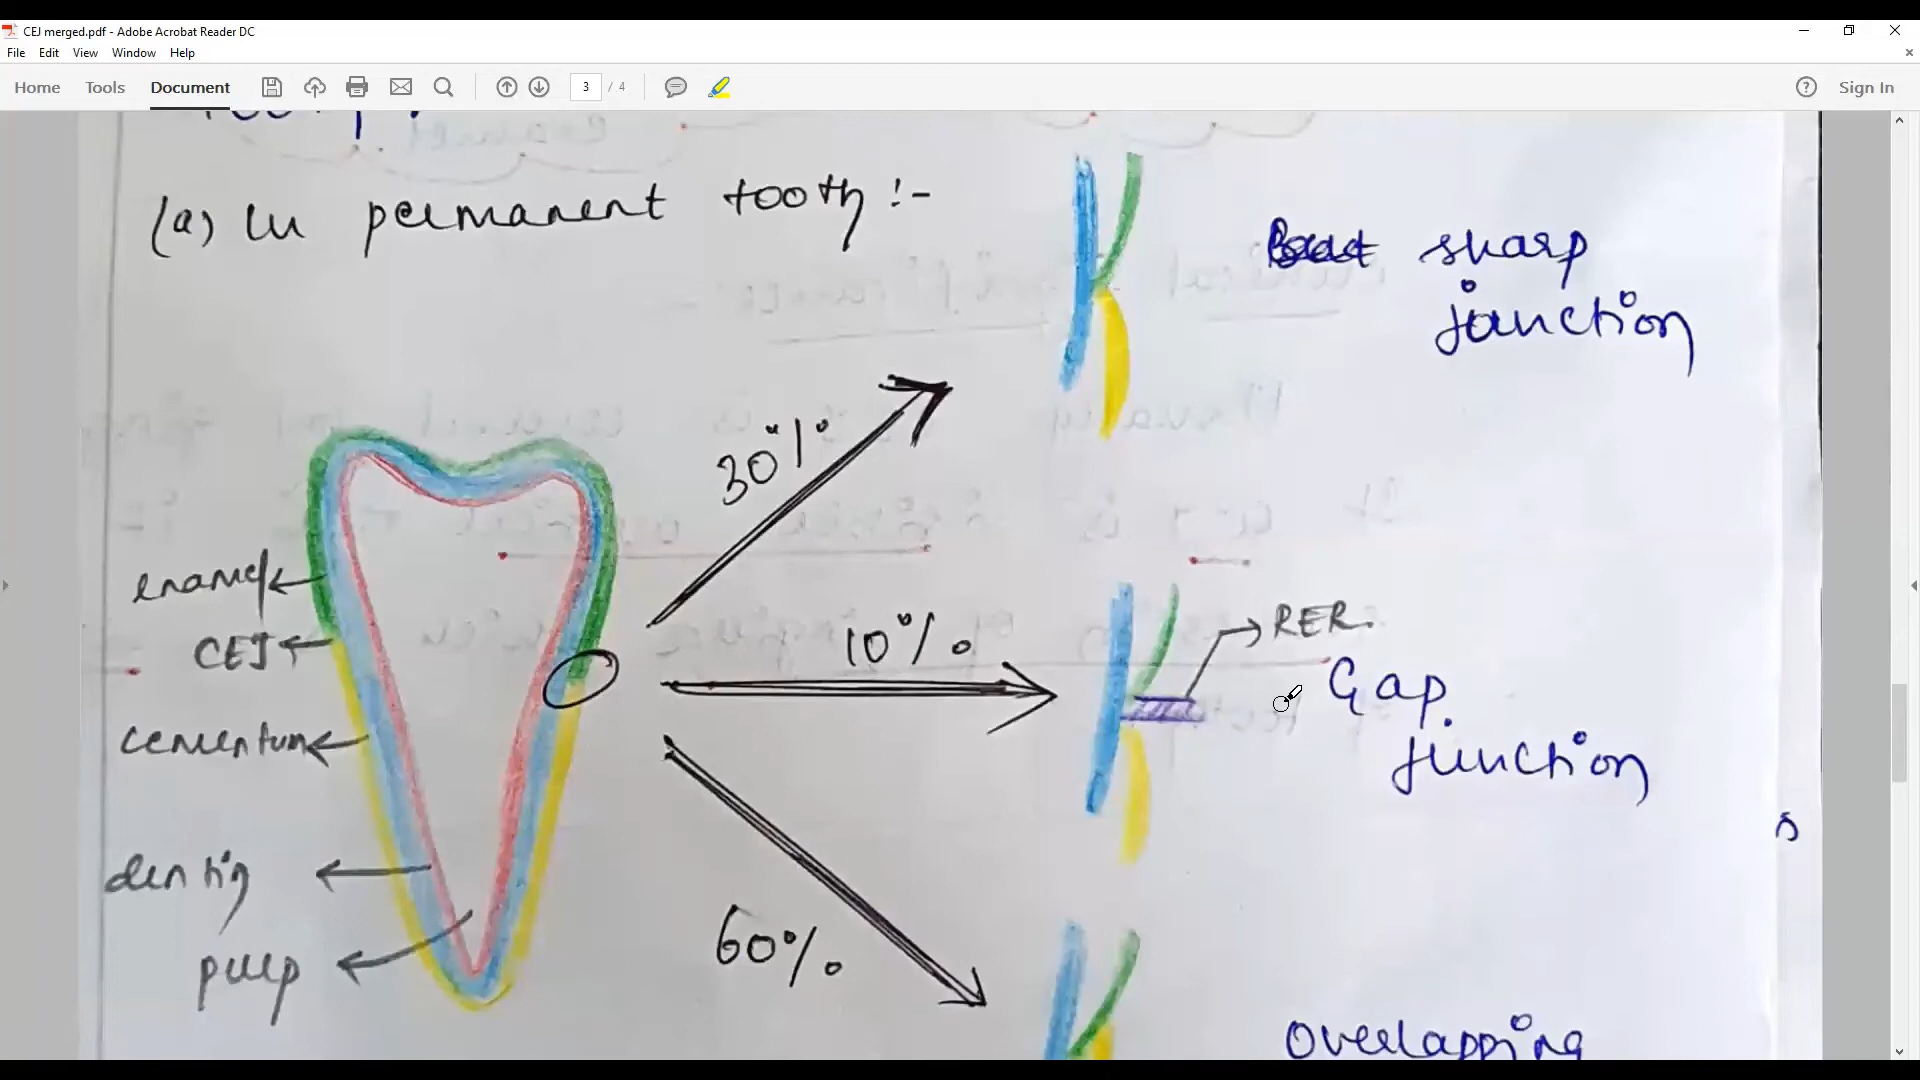 CEJ merged.pdf - Adobe Acrobat Reader DC
File Edit View Window Help
Home Tools Document 3 / 4 Sign In
(a) In permanent tooth :-
sharp
junction
30%
enamel
CEJ
cementum
dentin
pulp
10%
RER.
Gap
junction
s
60%
Overlapping